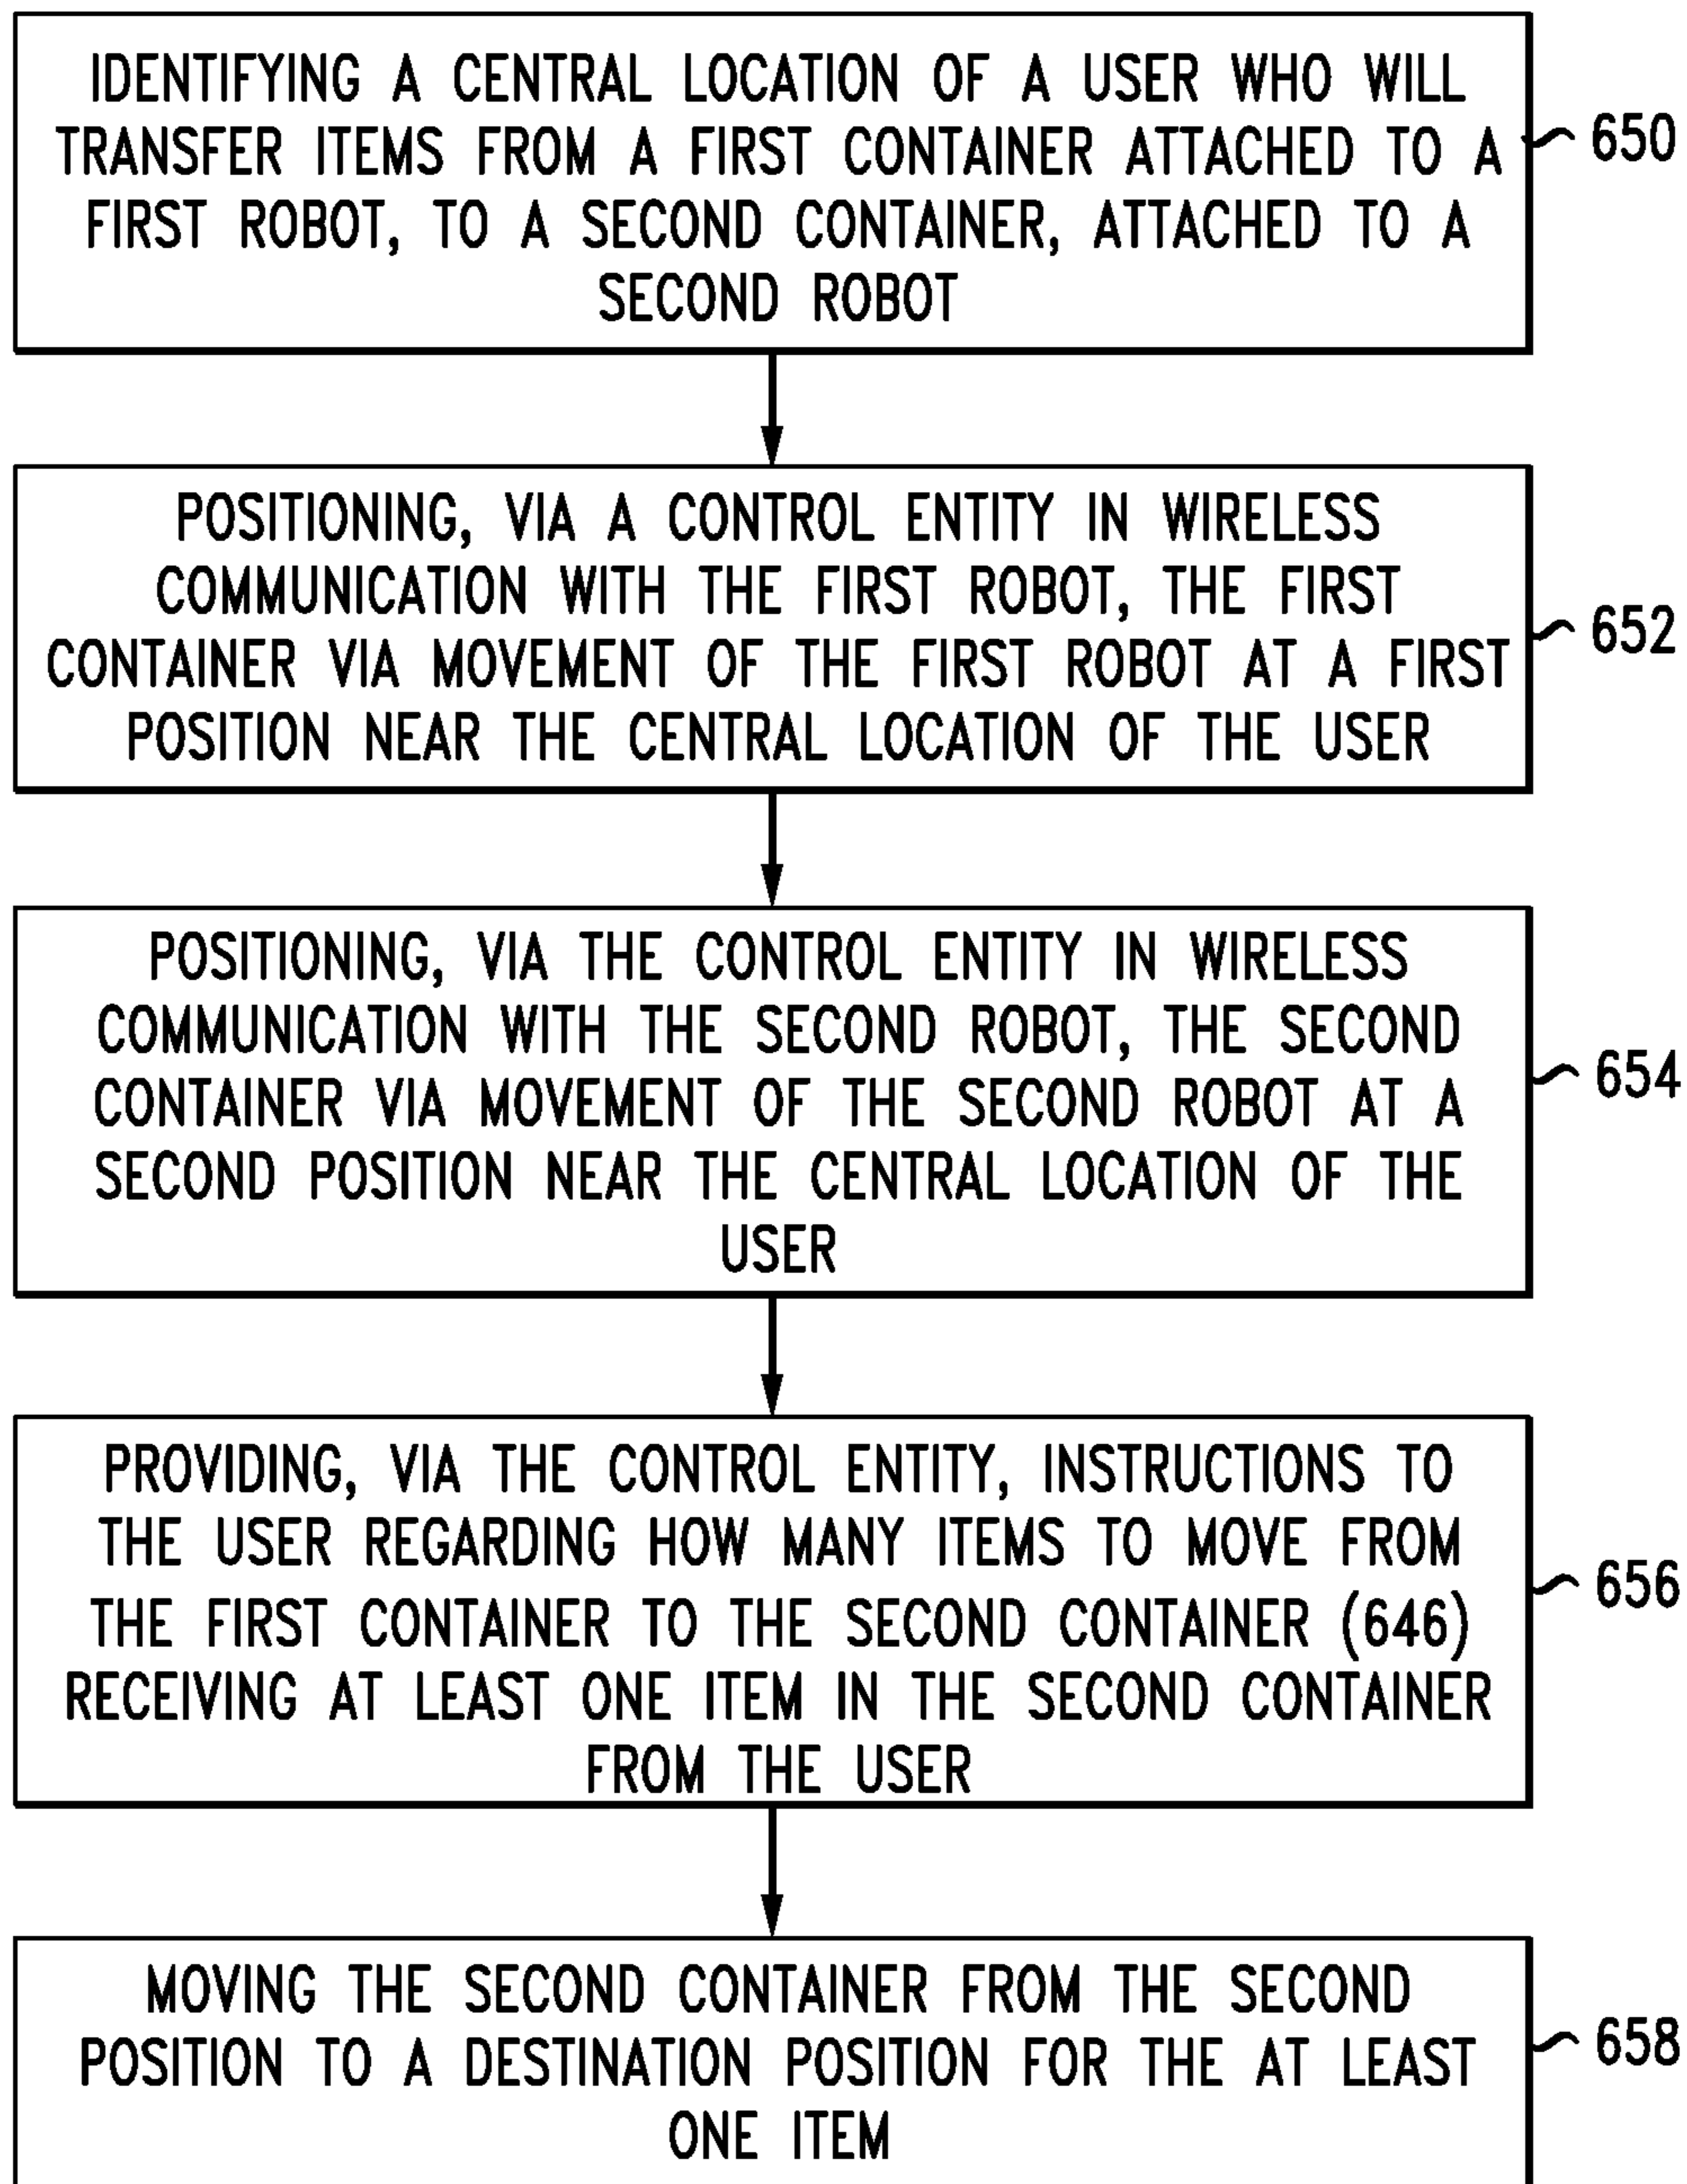 IDENTIFYING A CENTRAL LOCATION OF A USER WHO WILL
TRANSFER ITEMS FROM A FIRST CONTAINER ATTACHED TO A
FIRST ROBOT, TO A SECOND CONTAINER, ATTACHED TO A
SECOND ROBOT
650
POSITIONING, VIA A CONTROL ENTITY IN WIRELESS
COMMUNICATION WITH THE FIRST ROBOT, THE FIRST
CONTAINER VIA MOVEMENT OF THE FIRST ROBOT AT A FIRST
POSITION NEAR THE CENTRAL LOCATION OF THE USER
652
POSITIONING, VIA THE CONTROL ENTITY IN WIRELESS
COMMUNICATION WITH THE SECOND ROBOT, THE SECOND
CONTAINER VIA MOVEMENT OF THE SECOND ROBOT AT A
SECOND POSITION NEAR THE CENTRAL LOCATION OF THE
USER
654
PROVIDING, VIA THE CONTROL ENTITY, INSTRUCTIONS TO
THE USER REGARDING HOW MANY ITEMS TO MOVE FROM
THE FIRST CONTAINER TO THE SECOND CONTAINER (646)
RECEIVING AT LEAST ONE ITEM IN THE SECOND CONTAINER
FROM THE USER
656
MOVING THE SECOND CONTAINER FROM THE SECOND
POSITION TO A DESTINATION POSITION FOR THE AT LEAST
ONE ITEM
658